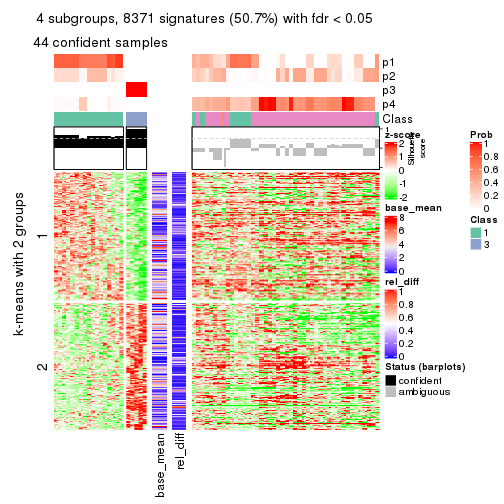 4 subgroups, 8371 signatures (50.7%) with fdr < 0.05
44 confident samples
p1
p2
p3
p4
Class
1
Silhouette
score
k-means with 2 groups
1
2
base_mean
rel_diff
z-score
2
1
0
-1
-2
base_mean
8
6
4
2
0
rel_diff
1
0.8
0.6
0.4
0.2
0
Status (barplots)
confident
ambiguous
Prob
1
0.8
0.6
0.4
0.2
0
Class
1
3